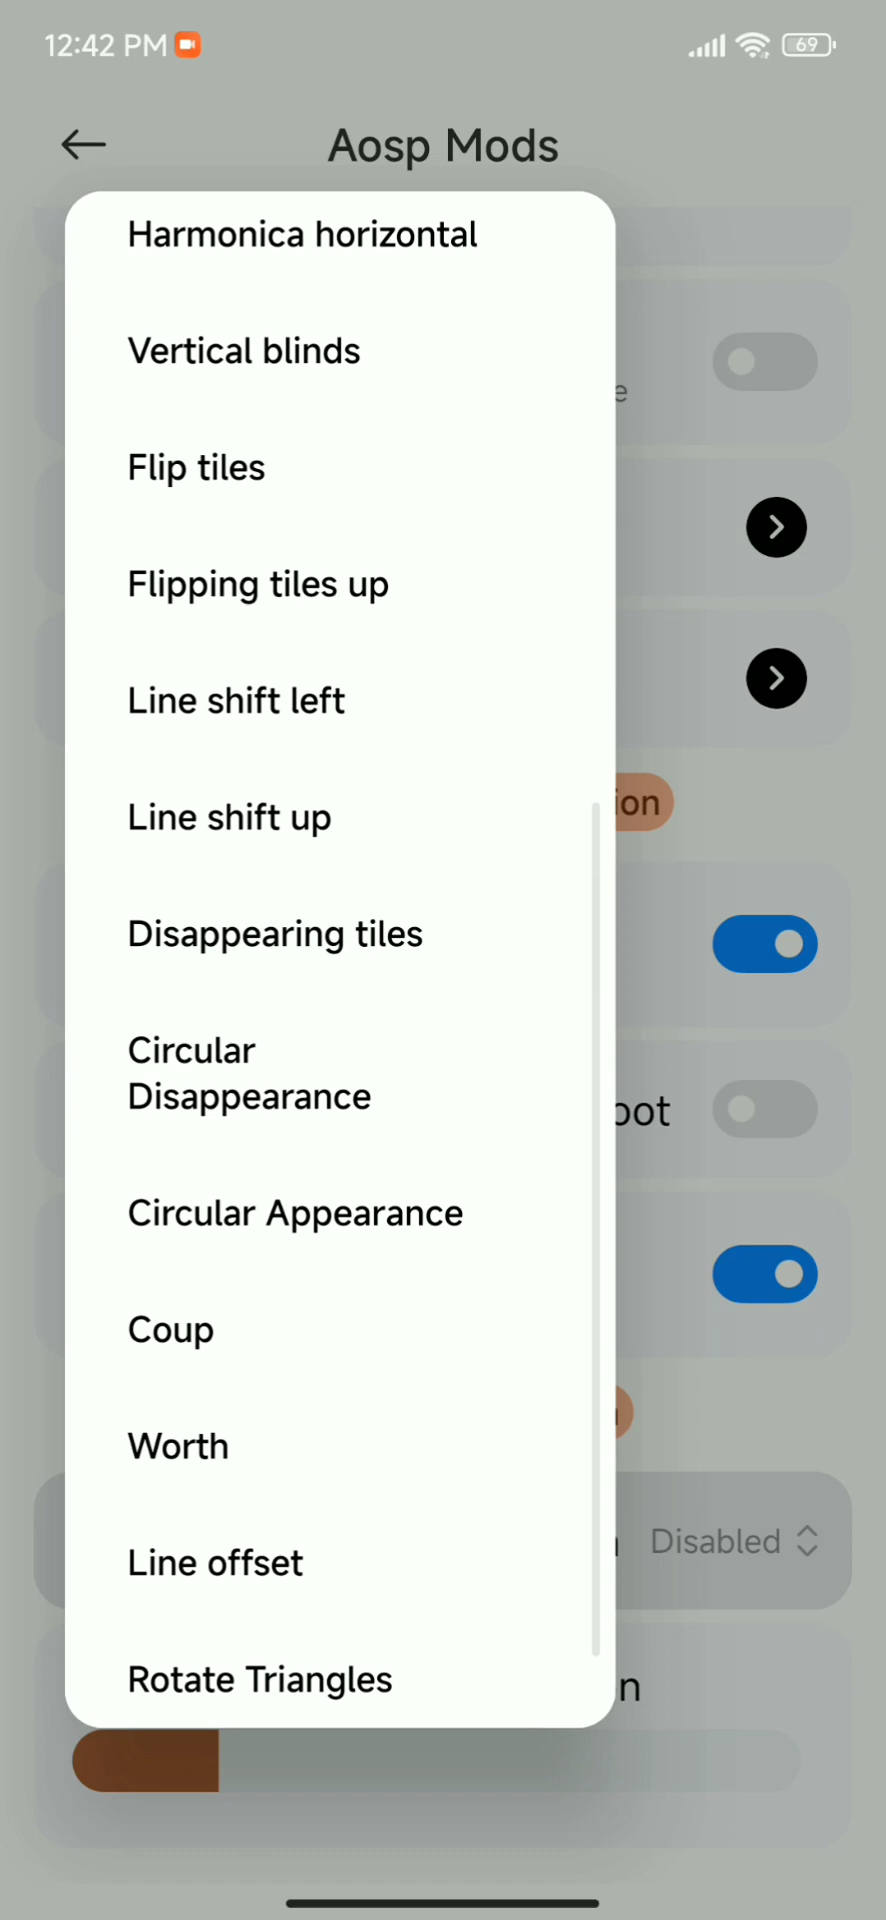 12:42 PM
69
Aosp Mods
Harmonica horizontal
Vertical blinds
Flip tiles
Flipping tiles up
Line shift left
Line shift up
Disappearing tiles
Circular
Disappearance
Circular Appearance
Coup
Worth
Line offset
Disabled
Rotate Triangles